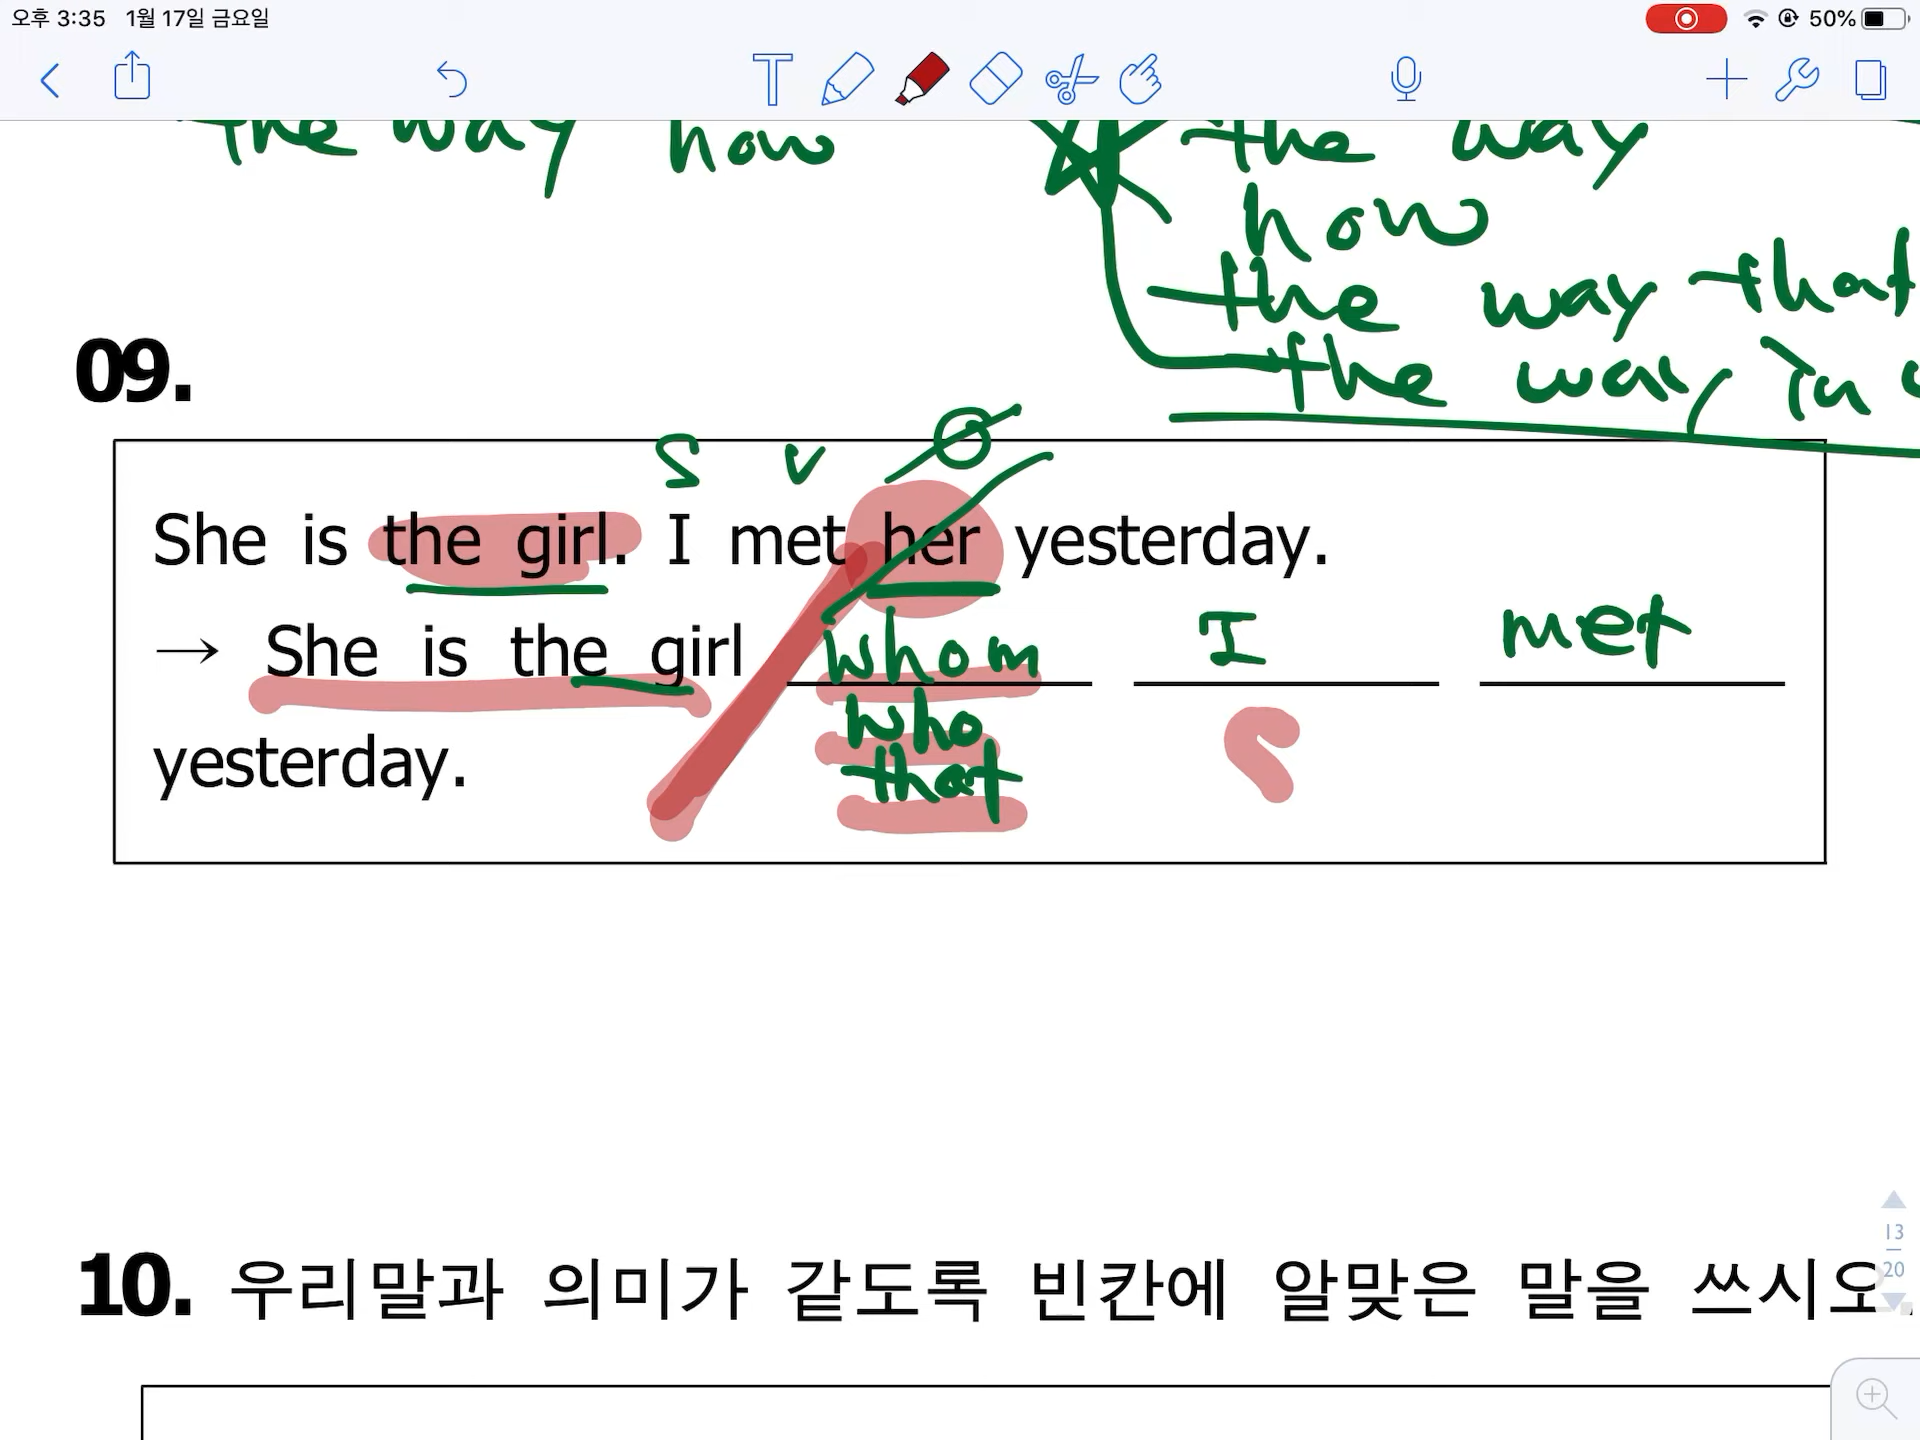 오후 3:35 1월 17일 금요일
50%
the way how
the way
how
the way that
the way in
09.
S V O
She is the girl. I met her yesterday.
→ She is the girl whom I met
who
that
yesterday.
S
13
20
10. 우리말과 의미가 같도록 빈칸에 알맞은 말을 쓰시오.